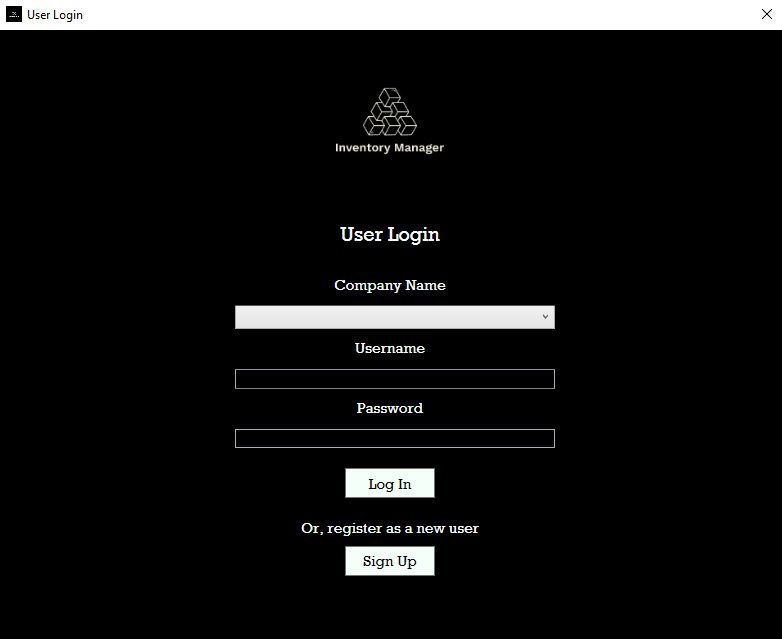 User Login
Inventory Manager
User Login
Company Name
Username
Password
Log In
Or, register as a new user
Sign Up